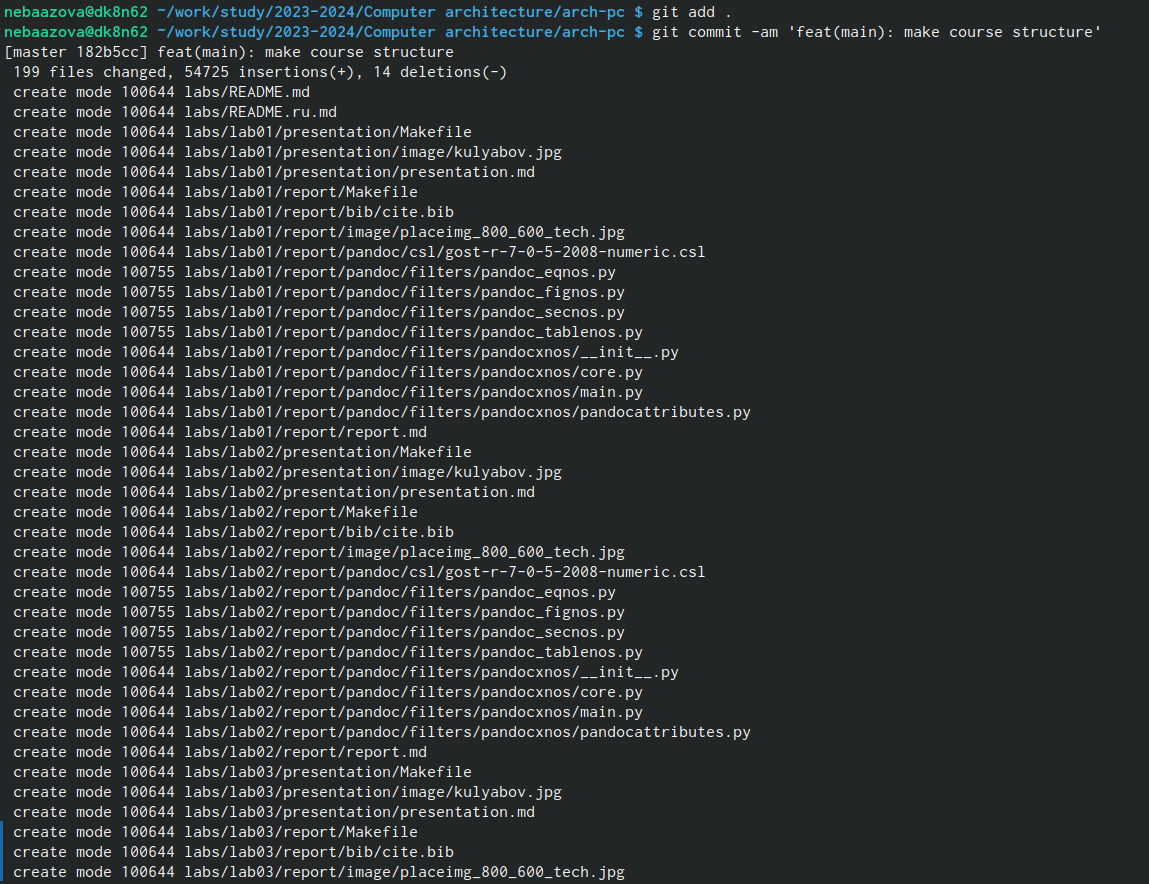 nebaazova@dk8n62 ~/work/study/2023-2024/Computer architecture/arch-pc $ git add .
nebaazova@dk8n62 ~/work/study/2023-2024/Computer architecture/arch-pc $ git commit -am 'feat(main): make course structure'
[master 182b5cc] feat(main): make course structure
 199 files changed, 54725 insertions(+), 14 deletions(-)
 create mode 100644 labs/README.md
 create mode 100644 labs/README.ru.md
 create mode 100644 labs/lab01/presentation/Makefile
 create mode 100644 labs/lab01/presentation/image/kulyabov.jpg
 create mode 100644 labs/lab01/presentation/presentation.md
 create mode 100644 labs/lab01/report/Makefile
 create mode 100644 labs/lab01/report/bib/cite.bib
 create mode 100644 labs/lab01/report/image/placeimg_800_600_tech.jpg
 create mode 100644 labs/lab01/report/pandoc/csl/gost-r-7-0-5-2008-numeric.csl
 create mode 100755 labs/lab01/report/pandoc/filters/pandoc_eqnos.py
 create mode 100755 labs/lab01/report/pandoc/filters/pandoc_fignos.py
 create mode 100755 labs/lab01/report/pandoc/filters/pandoc_secnos.py
 create mode 100755 labs/lab01/report/pandoc/filters/pandoc_tablenos.py
 create mode 100644 labs/lab01/report/pandoc/filters/pandocxnos/__init__.py
 create mode 100644 labs/lab01/report/pandoc/filters/pandocxnos/core.py
 create mode 100644 labs/lab01/report/pandoc/filters/pandocxnos/main.py
 create mode 100644 labs/lab01/report/pandoc/filters/pandocxnos/pandocattributes.py
 create mode 100644 labs/lab01/report/report.md
 create mode 100644 labs/lab02/presentation/Makefile
 create mode 100644 labs/lab02/presentation/image/kulyabov.jpg
 create mode 100644 labs/lab02/presentation/presentation.md
 create mode 100644 labs/lab02/report/Makefile
 create mode 100644 labs/lab02/report/bib/cite.bib
 create mode 100644 labs/lab02/report/image/placeimg_800_600_tech.jpg
 create mode 100644 labs/lab02/report/pandoc/csl/gost-r-7-0-5-2008-numeric.csl
 create mode 100755 labs/lab02/report/pandoc/filters/pandoc_eqnos.py
 create mode 100755 labs/lab02/report/pandoc/filters/pandoc_fignos.py
 create mode 100755 labs/lab02/report/pandoc/filters/pandoc_secnos.py
 create mode 100755 labs/lab02/report/pandoc/filters/pandoc_tablenos.py
 create mode 100644 labs/lab02/report/pandoc/filters/pandocxnos/__init__.py
 create mode 100644 labs/lab02/report/pandoc/filters/pandocxnos/core.py
 create mode 100644 labs/lab02/report/pandoc/filters/pandocxnos/main.py
 create mode 100644 labs/lab02/report/pandoc/filters/pandocxnos/pandocattributes.py
 create mode 100644 labs/lab02/report/report.md
 create mode 100644 labs/lab03/presentation/Makefile
 create mode 100644 labs/lab03/presentation/image/kulyabov.jpg
 create mode 100644 labs/lab03/presentation/presentation.md
 create mode 100644 labs/lab03/report/Makefile
 create mode 100644 labs/lab03/report/bib/cite.bib
 create mode 100644 labs/lab03/report/image/placeimg_800_600_tech.jpg